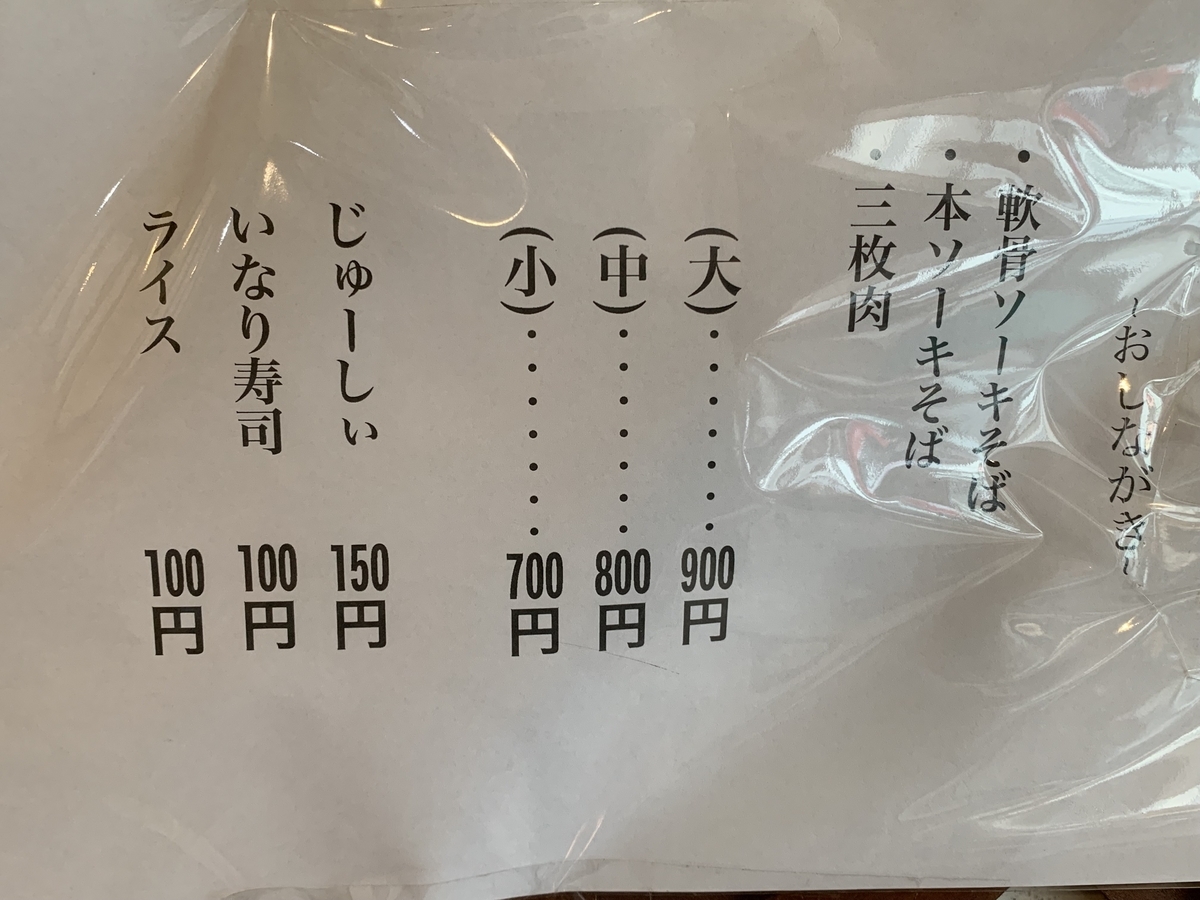 ~おしながき~
・軟骨ソーキそば
・本ソーキそば
・三枚肉
(大)・・・・・・・900円
(中)・・・・・・・800円
(小)・・・・・・・700円
じゅーしぃ 150円
いなり寿司 100円
ライス 100円